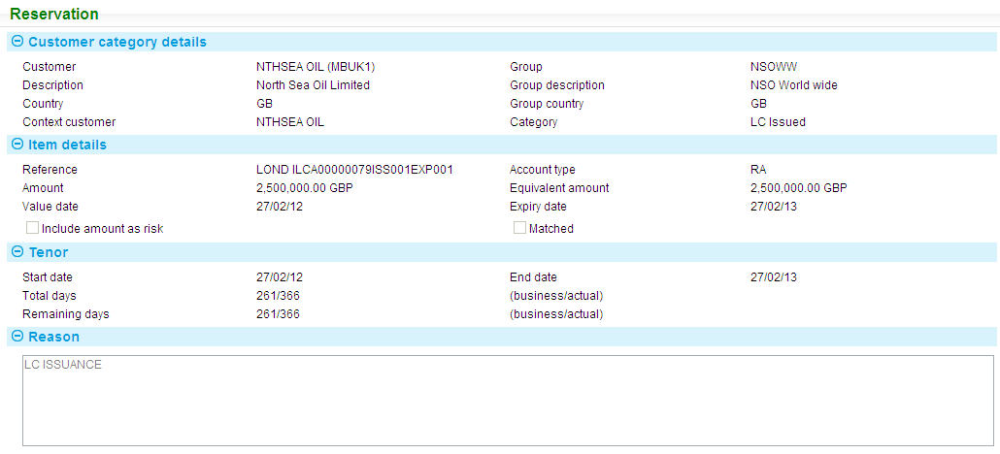 Reservation
Customer category details
Customer NTHSEA OIL (MBUK1) Group NSOWW
Description North Sea Oil Limited Group description NSO World wide
Country GB Group country GB
Context customer NTHSEA OIL Category LC Issued
Item details
Reference LOND ILCA00000079ISS001EXP001 Account type RA
Amount 2,500,000.00 GBP Equivalent amount 2,500,000.00 GBP
Value date 27/02/12 Expiry date 27/02/13
Include amount as risk Matched
Tenor
Start date 27/02/12 End date 27/02/13
Total days 261/366 (business/actual)
Remaining days 261/366 (business/actual)
Reason
LC ISSUANCE